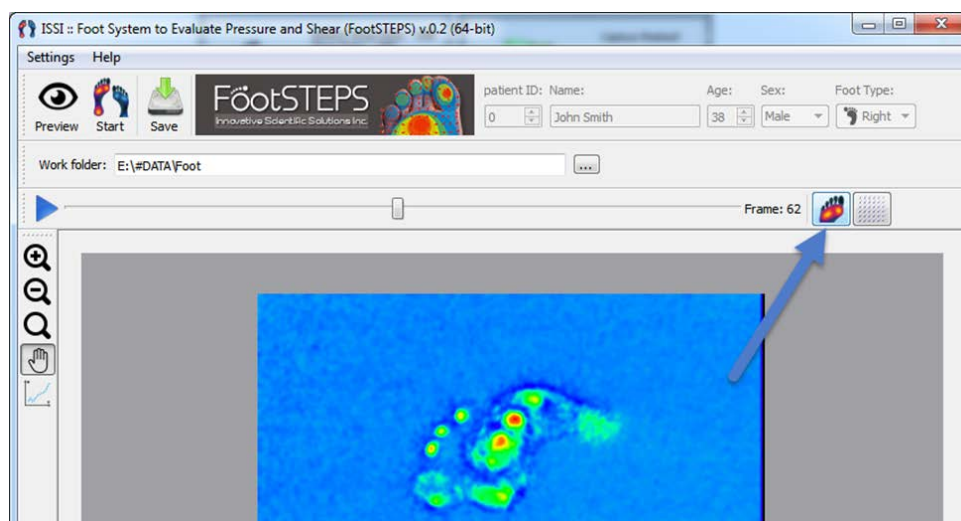 ISSI :: Foot System to Evaluate Pressure and Shear (FootSTEPS) v.0.2 (64-bit)
Settings Help
FootSTEPS
Innovative Scientific Solutions Inc.
patient ID: Name: Age: Sex: Foot Type:
0 John Smith 38 Male Right
Preview Start Save
Work folder: E:\#DATA\Foot ...
Frame: 62